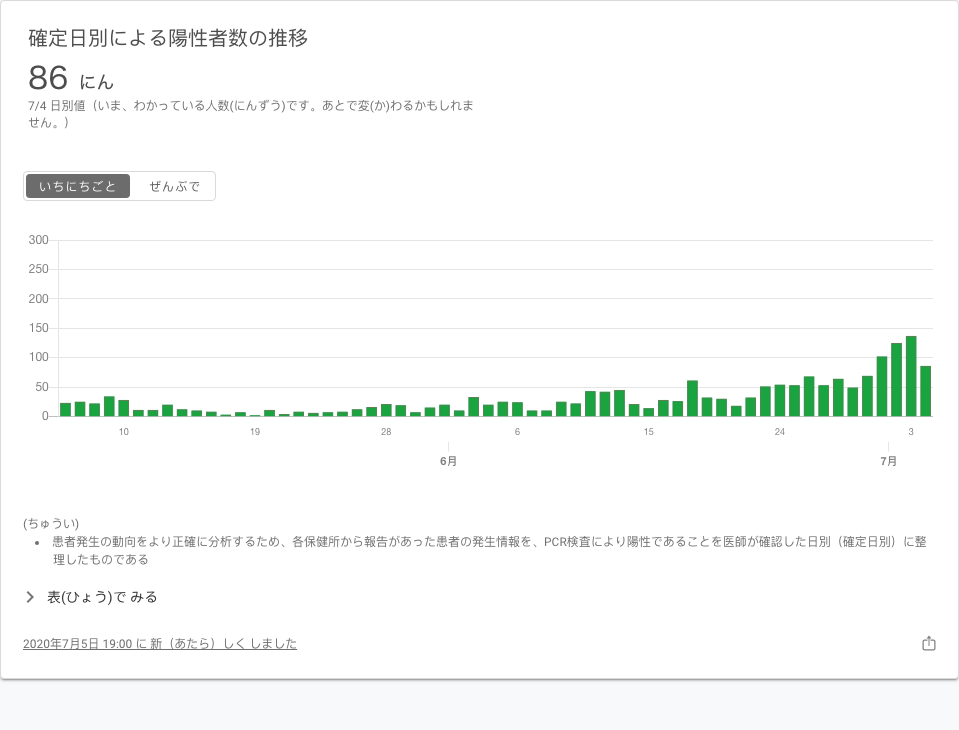 確定日別による陽性者数の推移
86 にん
7/4 日別値（いま、わかっている人数(にんずう)です。あとで変(か)わるかもしれま
せん。）
いちにちごと ぜんぶで
300
250
200
150
100
50
0
10 19 28 6 15 24 3
6月 7月
(ちゅうい)
• 患者発生の動向をより正確に分析するため、各保健所から報告があった患者の発生情報を、PCR検査により陽性であることを医師が確認した日別（確定日別）に整
理したものである
表(ひょう)で みる
2020年7月5日 19:00 に 新（あたら）しく しました